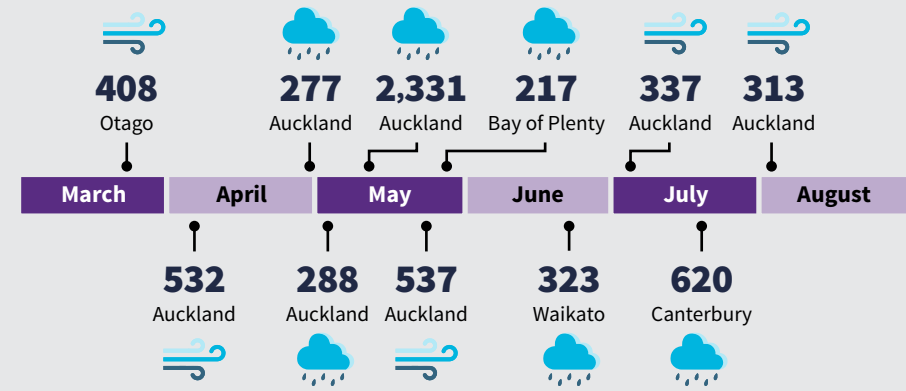 408 277 2,331 217 337 313
Otago Auckland Auckland Bay of Plenty Auckland Auckland
March April May June July August
532 288 537 323 620
Auckland Auckland Auckland Waikato Canterbury